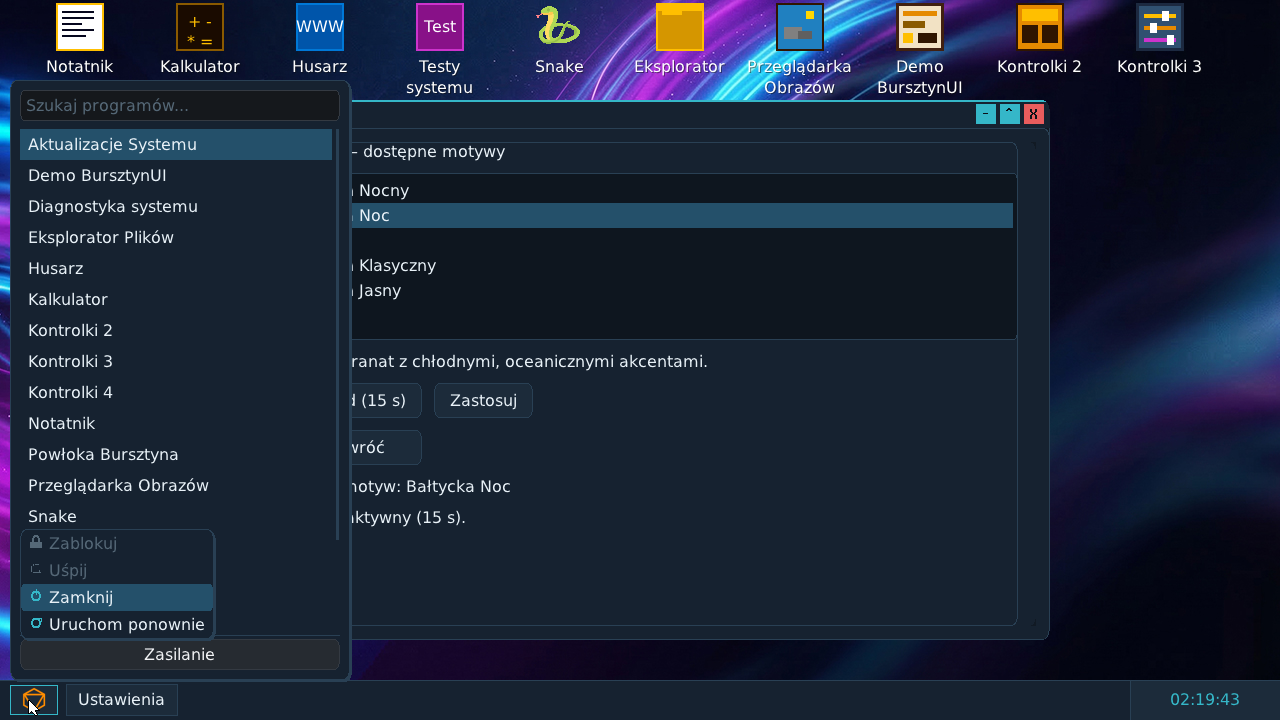 + -
* =
WWW
Test
Notatnik
Kalkulator
Husarz
Testy
systemu
Snake
Eksplorator
Przeglądarka
Obrazów
Demo
BursztynUI
Kontrolki 2
Kontrolki 3
Szukaj programów...
Aktualizacje Systemu
Demo BursztynUI
Diagnostyka systemu
Eksplorator Plików
Husarz
Kalkulator
Kontrolki 2
Kontrolki 3
Kontrolki 4
Notatnik
Powłoka Bursztyna
Przeglądarka Obrazów
Snake
Zablokuj
Uśpij
Zamknij
Uruchom ponownie
Zasilanie
- ^ X
– dostępne motywy
Nocny
Noc
Klasyczny
Jasny
ranat z chłodnymi, oceanicznymi akcentami.
d (15 s)
Zastosuj
wróć
motyw: Bałtycka Noc
aktywny (15 s).
Ustawienia
02:19:43